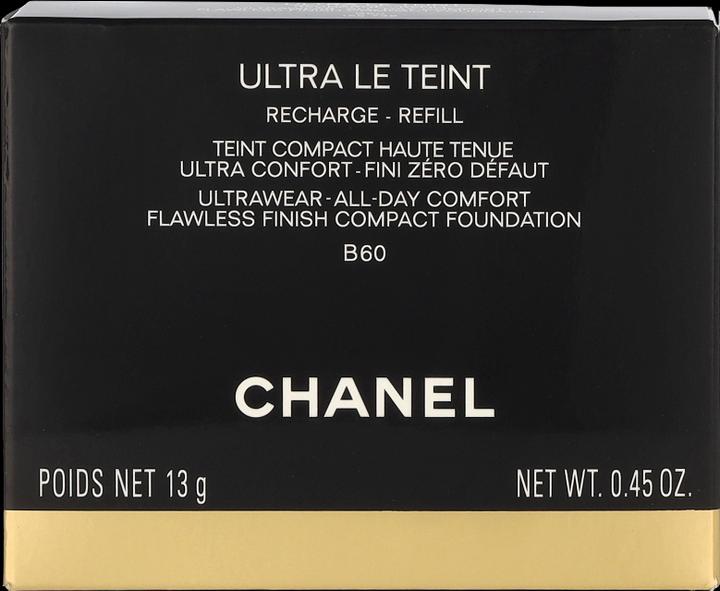 ULTRA LE TEINT
RECHARGE - REFILL
TEINT COMPACT HAUTE TENUE
ULTRA CONFORT - FINI ZÉRO DÉFAUT
ULTRAWEAR - ALL-DAY COMFORT
FLAWLESS FINISH COMPACT FOUNDATION
B60
CHANEL
POIDS NET 13 g NET WT. 0.45 OZ.